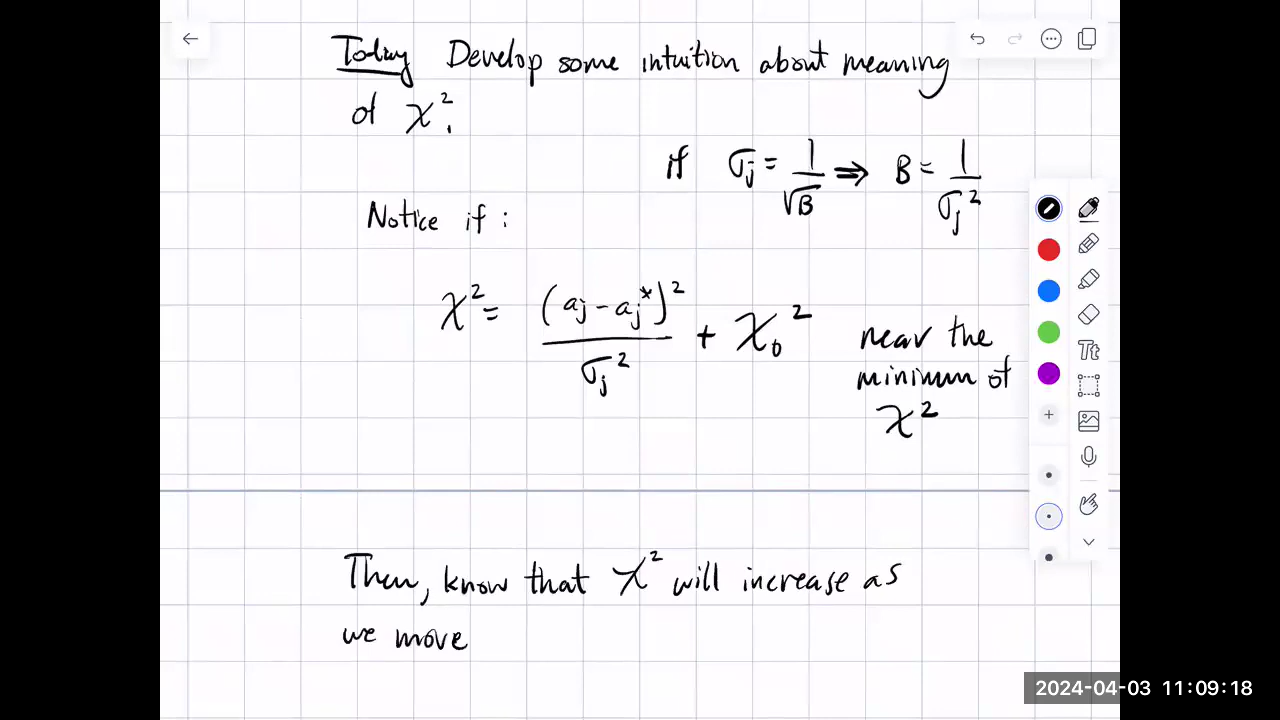 Today Develop some intuition about meaning
of χ².
if σj = 1/√B ⇒ B = 1/σj²
Notice if :
χ² = (aj - aj*)²/σj² + χ₀² near the
minimum of
χ²
Then, know that χ² will increase as
we move
Tt
2024-04-03 11:09:18